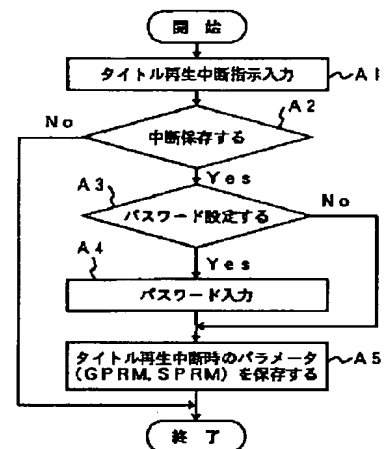 開始
タイトル再生中断指示入力
A1
A2
No
中断保存する
A3
Yes
No
パスワード設定する
A4
Yes
パスワード入力
タイトル再生中断時のパラメータ
(GPRM,SPRM)を保存する
A5
終了